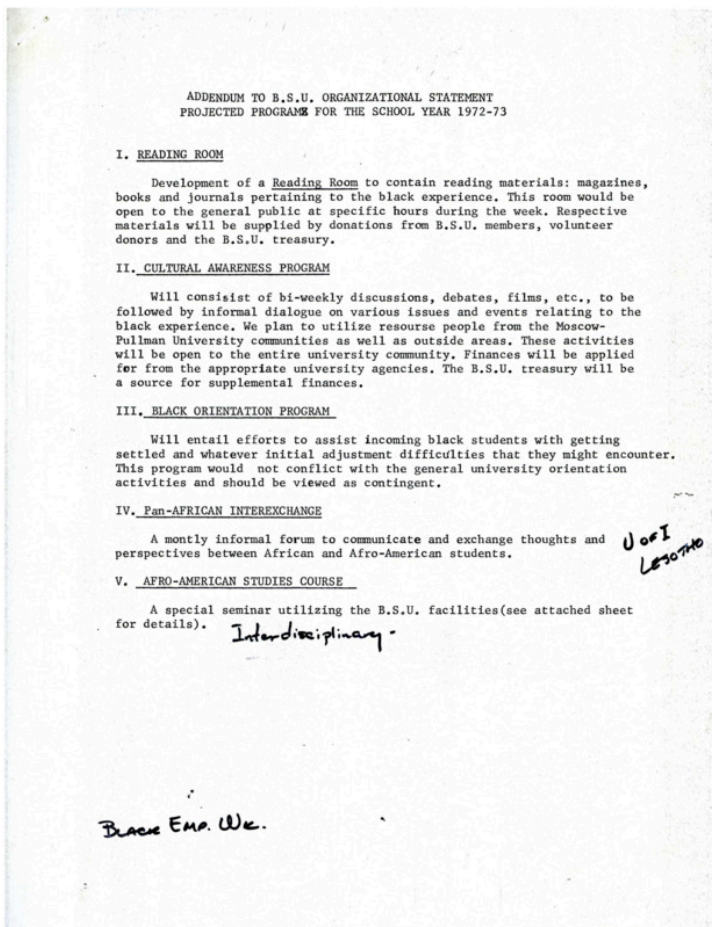 ADDENDUM TO B.S.U. ORGANIZATIONAL STATEMENT
PROJECTED PROGRAMS FOR THE SCHOOL YEAR 1972-73
I. READING ROOM
Development of a Reading Room to contain reading materials: magazines,
books and journals pertaining to the black experience. This room would be
open to the general public at specific hours during the week. Respective
materials will be supplied by donations from B.S.U. members, volunteer
donors and the B.S.U. treasury.
II. CULTURAL AWARENESS PROGRAM
Will consisist of bi-weekly discussions, debates, films, etc., to be
followed by informal dialogue on various issues and events relating to the
black experience. We plan to utilize resourse people from the Moscow-
Pullman University communities as well as outside areas. These activities
will be open to the entire university community. Finances will be applied
for from the appropriate university agencies. The B.S.U. treasury will be
a source for supplemental finances.
III. BLACK ORIENTATION PROGRAM
Will entail efforts to assist incoming black students with getting
settled and whatever initial adjustment difficulties that they might encounter.
This program would not conflict with the general university orientation
activities and should be viewed as contingent.
IV. Pan-AFRICAN INTEREXCHANGE
A montly informal forum to communicate and exchange thoughts and
perspectives between African and Afro-American students.
U OF I
LESOTHO
V. AFRO-AMERICAN STUDIES COURSE
A special seminar utilizing the B.S.U. facilities(see attached sheet
for details).
Interdisciplinary-
BLACK EMP. WK.